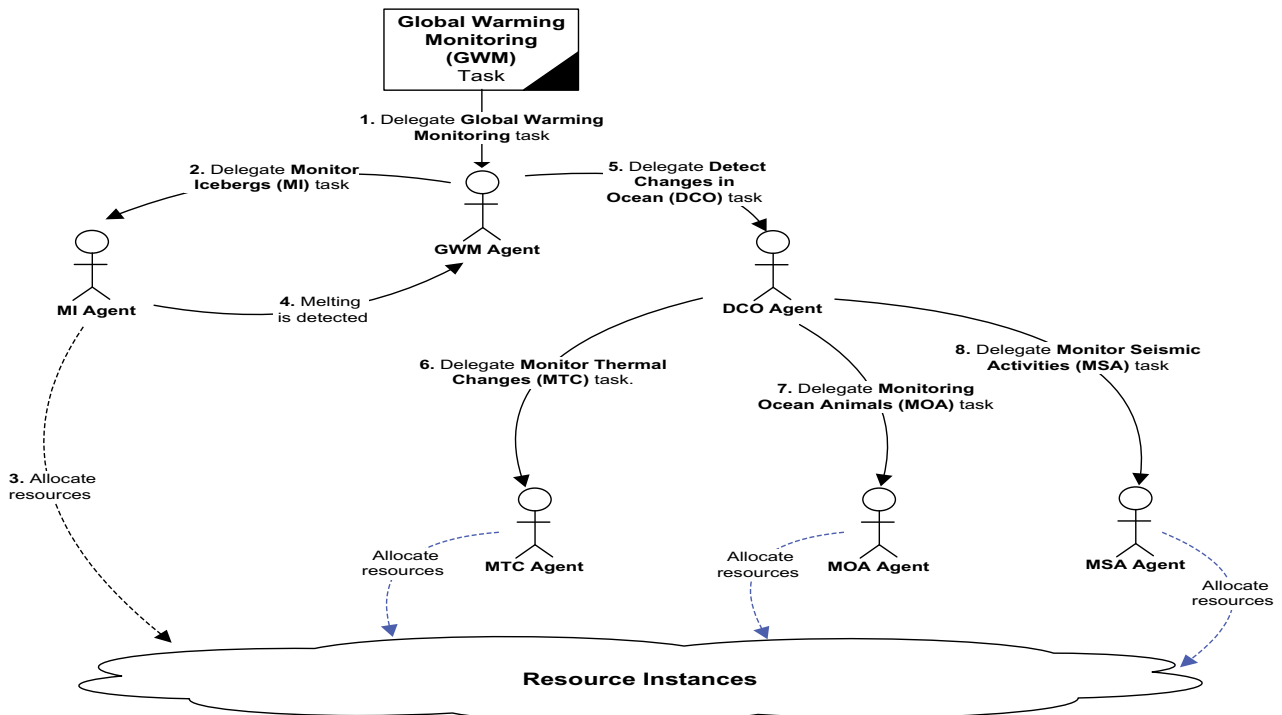 Global Warming
Monitoring
(GWM)
Task
1. Delegate Global Warming
Monitoring task
2. Delegate Monitor
Icebergs (MI) task
5. Delegate Detect
Changes in
Ocean (DCO) task
GWM Agent
MI Agent
4. Melting
is detected
DCO Agent
6. Delegate Monitor Thermal
Changes (MTC) task.
7. Delegate Monitoring
Ocean Animals (MOA) task
8. Delegate Monitor Seismic
Activities (MSA) task
3. Allocate
resources
Allocate
resources
MTC Agent
Allocate
resources
MOA Agent
MSA Agent
Allocate
resources
Resource Instances